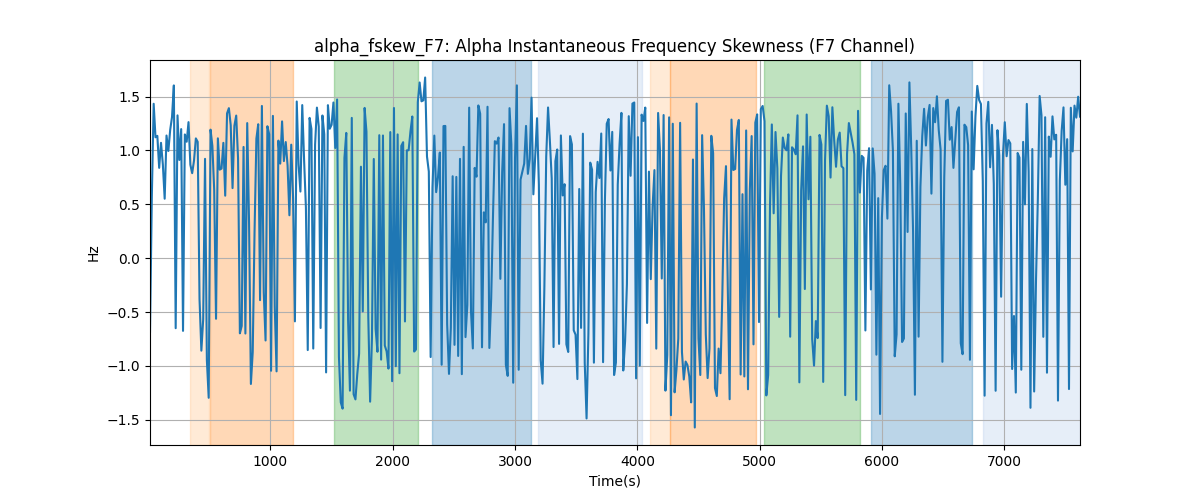 alpha_fskew_F7: Alpha Instantaneous Frequency Skewness (F7 Channel)
1.5
1.0
0.5
0.0
−0.5
−1.0
−1.5
Hz
1000 2000 3000 4000 5000 6000 7000
Time(s)